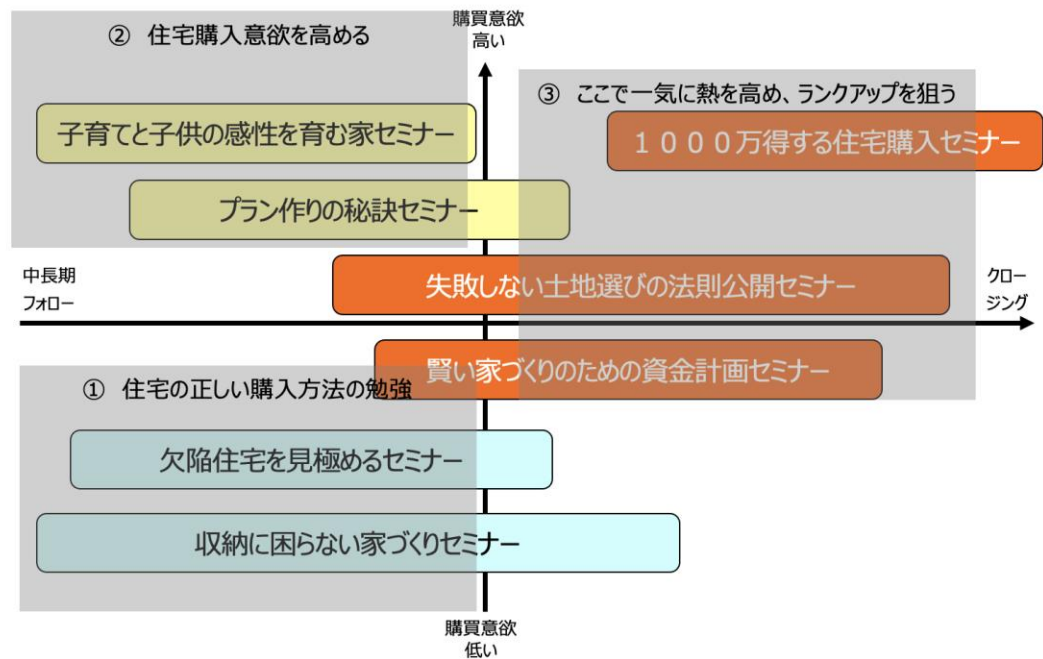 購買意欲
高い
② 住宅購入意欲を高める
③ ここで一気に熱を高め、ランクアップを狙う
子育てと子供の感性を育む家セミナー
１０００万得する住宅購入セミナー
プラン作りの秘訣セミナー
中長期
フォロー
失敗しない土地選びの法則公開セミナー
クロー
ジング
賢い家づくりのための資金計画セミナー
① 住宅の正しい購入方法の勉強
欠陥住宅を見極めるセミナー
収納に困らない家づくりセミナー
購買意欲
低い